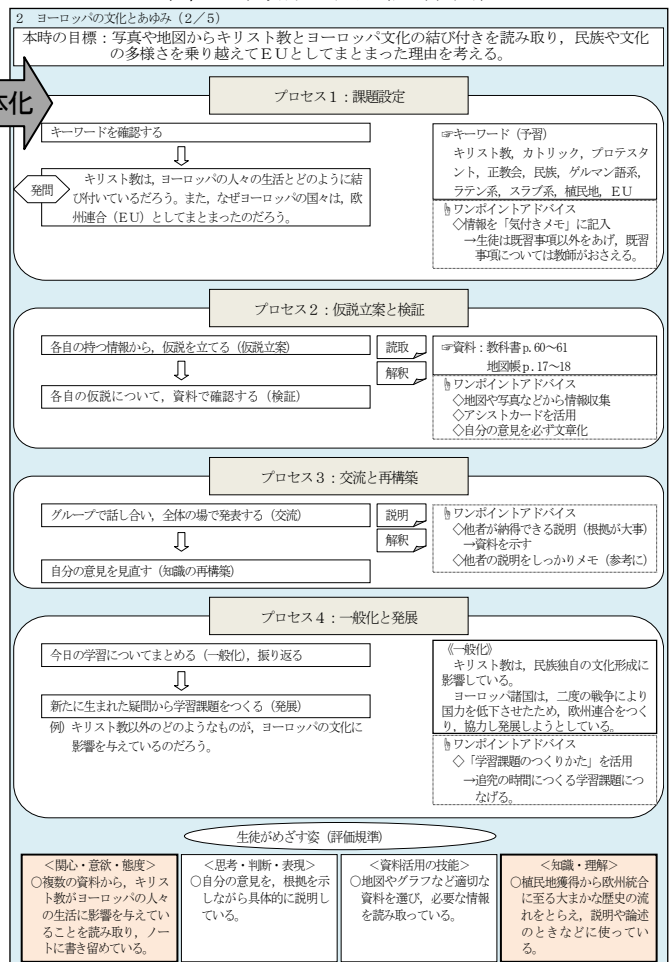 2 ヨーロッパの文化とあゆみ（2／5）
本時の目標：写真や地図からキリスト教とヨーロッパ文化の結び付きを読み取り，民族や文化
の多様さを乗り越えてＥＵとしてまとまった理由を考える。
体化
プロセス１：課題設定
キーワードを確認する
⇩
発問
キリスト教は，ヨーロッパの人々の生活とどのように結
び付いているだろう。また，なぜヨーロッパの国々は，欧
州連合（ＥＵ）としてまとまったのだろう。
☞キーワード（予習）
キリスト教，カトリック，プロテスタ
ント，正教会，民族，ゲルマン語系，
ラテン系，スラブ系，植民地，ＥＵ
☝ワンポイントアドバイス
◇情報を「気付きメモ」に記入
→生徒は既習事項以外をあげ，既習
事項については教師がおさえる。
プロセス２：仮説立案と検証
各自の持つ情報から，仮説を立てる（仮説立案）
⇩
各自の仮説について，資料で確認する（検証）
読取
解釈
☞資料：教科書p.60～61
地図帳p.17～18
☝ワンポイントアドバイス
◇地図や写真などから情報収集
◇アシストカードを活用
◇自分の意見を必ず文章化
プロセス３：交流と再構築
グループで話し合い，全体の場で発表する（交流）
⇩
自分の意見を見直す（知識の再構築）
説明
解釈
☝ワンポイントアドバイス
◇他者が納得できる説明（根拠が大事）
→資料を示す
◇他者の説明をしっかりメモ（参考に）
プロセス４：一般化と発展
今日の学習についてまとめる（一般化），振り返る
⇩
新たに生まれた疑問から学習課題をつくる（発展）
例）キリスト教以外のどのようなものが，ヨーロッパの文化に
影響を与えているのだろう。
《一般化》
キリスト教は，民族独自の文化形成に
影響している。
ヨーロッパ諸国は，二度の戦争により
国力を低下させたため，欧州連合をつく
り，協力し発展しようとしている。
☝ワンポイントアドバイス
◇「学習課題のつくりかた」を活用
→追究の時間につくる学習課題につ
なげる。
生徒がめざす姿（評価規準）
＜関心・意欲・態度＞
○複数の資料から，キリス
ト教がヨーロッパの人々
の生活に影響を与えてい
ることを読み取り，ノー
トに書き留めている。
＜思考・判断・表現＞
○自分の意見を，根拠を示
しながら具体的に説明し
ている。
＜資料活用の技能＞
○地図やグラフなど適切な
資料を選び，必要な情報
を読み取っている。
＜知識・理解＞
○植民地獲得から欧州統合
に至る大まかな歴史の流
れをとらえ，説明や論述
のときなどに使ってい
る。